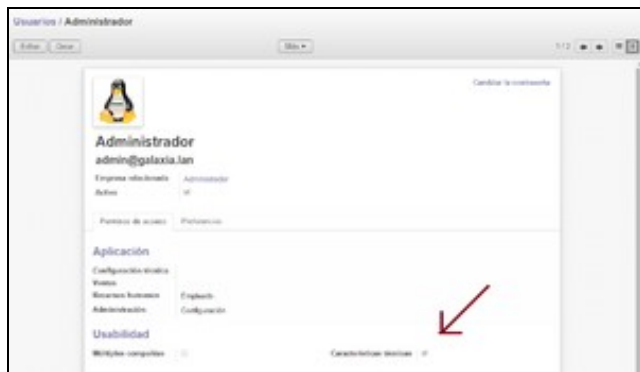 Usuarios / Administrador
Editar Crear Más 1 / 2
Cambiar la contraseña
Administrador
admin@galaxia.lan
Empresa relacionada Administrador
Activo
Permisos de acceso Preferencias
Aplicación
Configuración técnica
Ventas
Recursos humanos Empleado
Administración Configuración
Usabilidad
Múltiples compañías Características técnicas